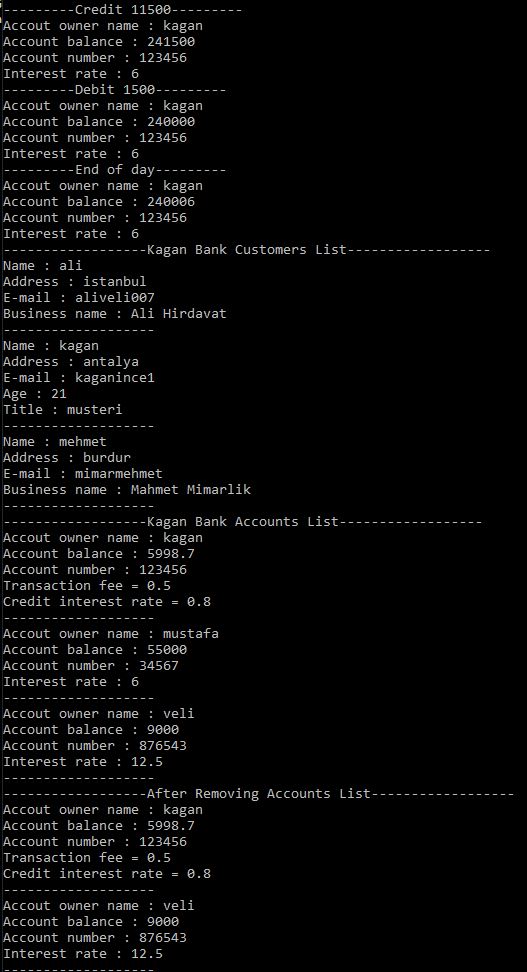 ---------Credit 11500---------
Accout owner name : kagan
Account balance : 241500
Account number : 123456
Interest rate : 6
---------Debit 1500---------
Accout owner name : kagan
Account balance : 240000
Account number : 123456
Interest rate : 6
---------End of day---------
Accout owner name : kagan
Account balance : 240006
Account number : 123456
Interest rate : 6
------------------Kagan Bank Customers List------------------
Name : ali
Address : istanbul
E-mail : aliveli007
Business name : Ali Hirdavat
-------------------
Name : kagan
Address : antalya
E-mail : kaganince1
Age : 21
Title : musteri
-------------------
Name : mehmet
Address : burdur
E-mail : mimarmehmet
Business name : Mahmet Mimarlik
-------------------
------------------Kagan Bank Accounts List------------------
Accout owner name : kagan
Account balance : 5998.7
Account number : 123456
Transaction fee = 0.5
Credit interest rate = 0.8
-------------------
Accout owner name : mustafa
Account balance : 55000
Account number : 34567
Interest rate : 6
-------------------
Accout owner name : veli
Account balance : 9000
Account number : 876543
Interest rate : 12.5
-------------------
------------------After Removing Accounts List------------------
Accout owner name : kagan
Account balance : 5998.7
Account number : 123456
Transaction fee = 0.5
Credit interest rate = 0.8
-------------------
Accout owner name : veli
Account balance : 9000
Account number : 876543
Interest rate : 12.5
-------------------